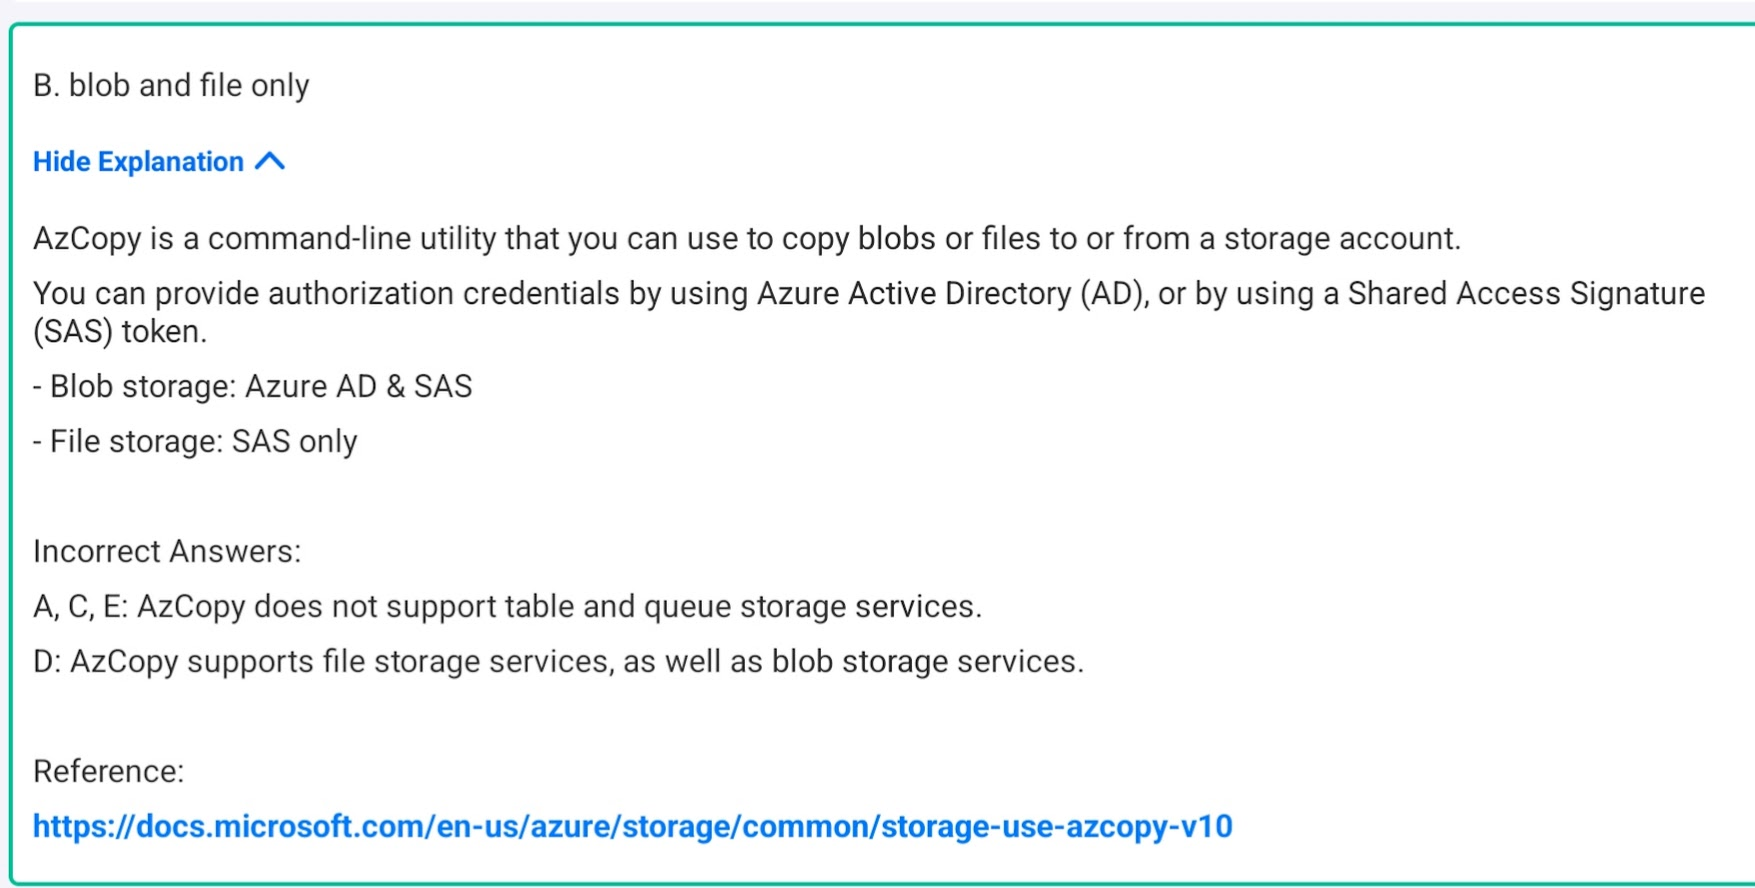 B. blob and file only
Hide Explanation
AzCopy is a command-line utility that you can use to copy blobs or files to or from a storage account.
You can provide authorization credentials by using Azure Active Directory (AD), or by using a Shared Access Signature
(SAS) token.
- Blob storage: Azure AD & SAS
- File storage: SAS only
Incorrect Answers:
A, C, E: AzCopy does not support table and queue storage services.
D: AzCopy supports file storage services, as well as blob storage services.
Reference:
https://docs.microsoft.com/en-us/azure/storage/common/storage-use-azcopy-v10